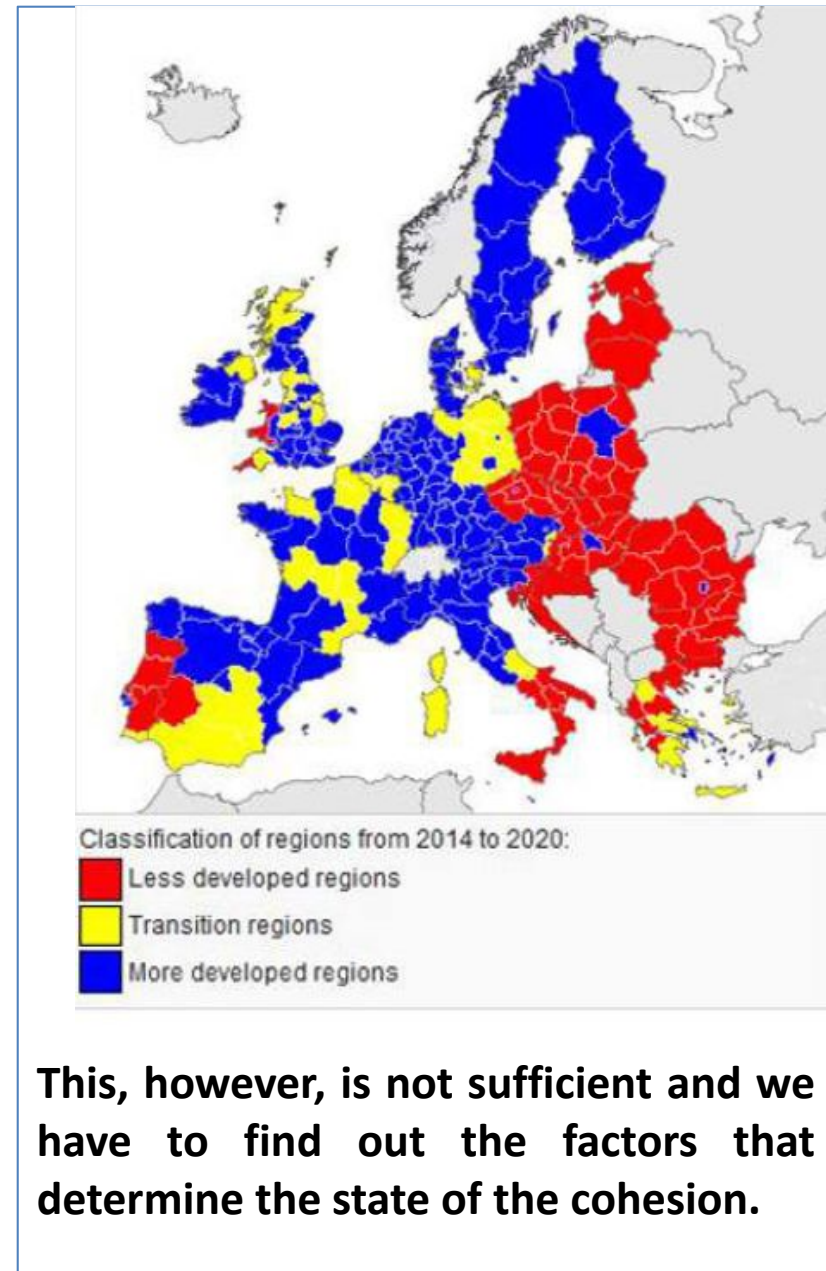 Classification of regions from 2014 to 2020:
Less developed regions
Transition regions
More developed regions
This, however, is not sufficient and we
have to find out the factors that
determine the state of the cohesion.